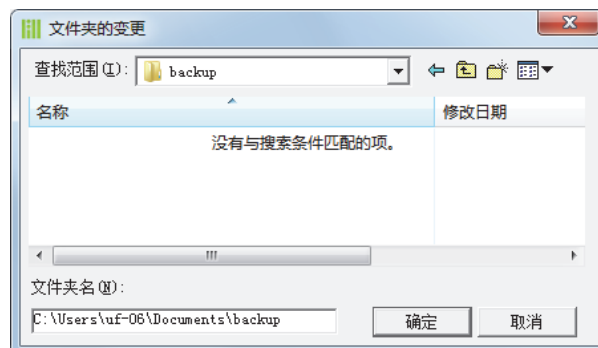 文件夹的变更
查找范围(I): backup
名称 修改日期
没有与搜索条件匹配的项。
文件夹名(N):
C:\Users\uf-06\Documents\backup 确定 取消